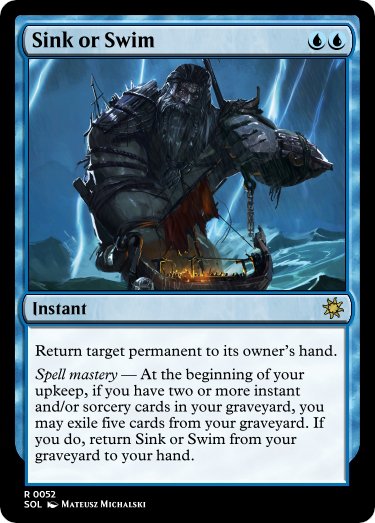 Sink or Swim
Instant
Return target permanent to its owner's hand.
Spell mastery — At the beginning of your
upkeep, if you have two or more instant
and/or sorcery cards in your graveyard, you
may exile five cards from your graveyard. If
you do, return Sink or Swim from your
graveyard to your hand.
R 0052
SOL Mateusz Michalski